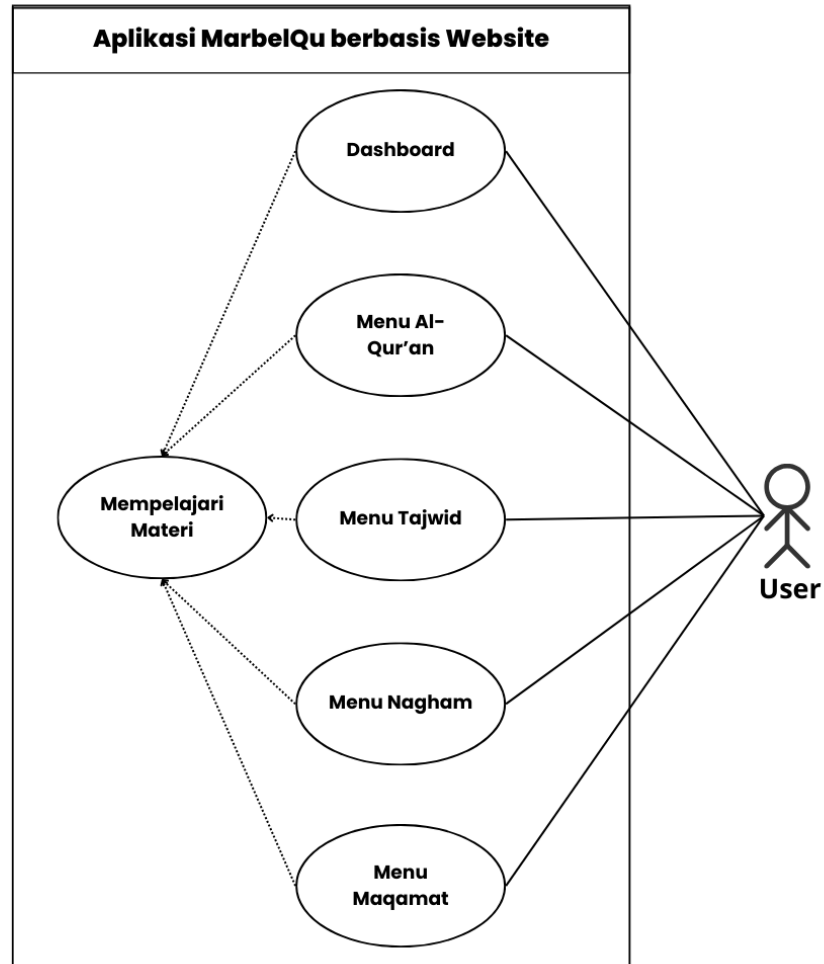 Aplikasi MarbelQu berbasis Website
Dashboard
Menu Al-
Qur’an
Mempelajari
Materi
Menu Tajwid
User
Menu Nagham
Menu
Maqamat